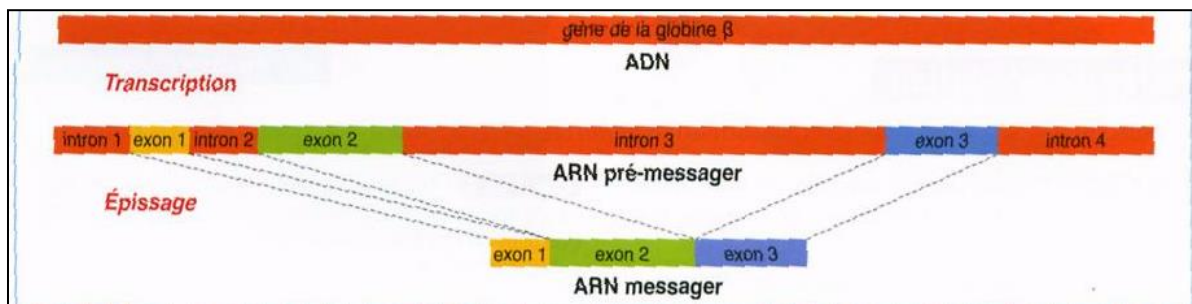 gène de la globine β
ADN
Transcription
intron 1 exon 1 intron 2 exon 2 intron 3 exon 3 intron 4
ARN pré-messager
Épissage
exon 1 exon 2 exon 3
ARN messager